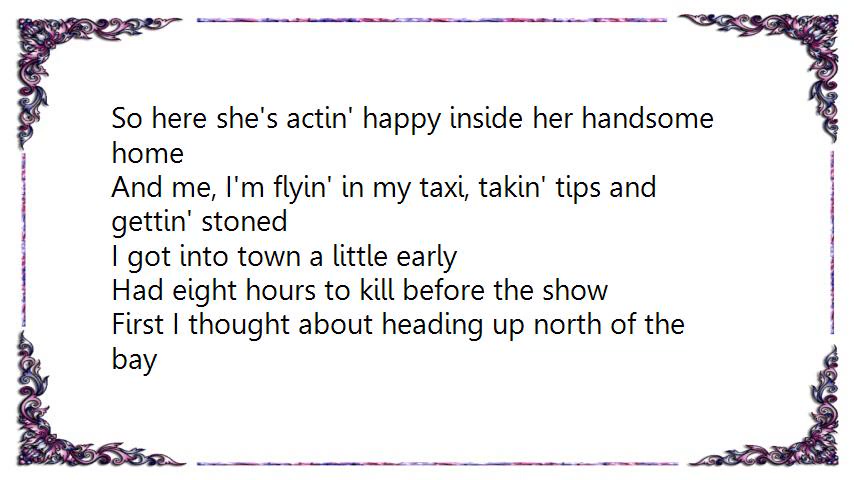 So here she's actin' happy inside her handsome
home
And me, I'm flyin' in my taxi, takin' tips and
gettin' stoned
I got into town a little early
Had eight hours to kill before the show
First I thought about heading up north of the
bay